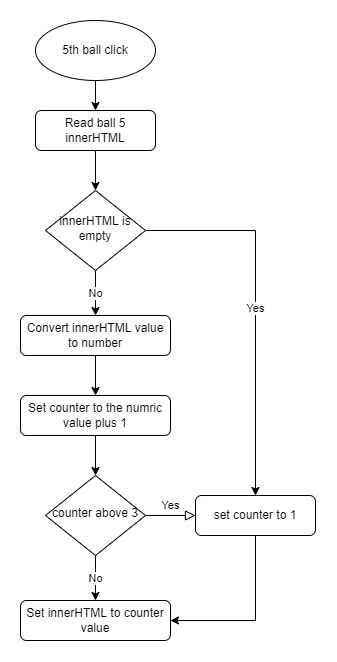 5th ball click
Read ball 5
innerHTML
innerHTML is
empty
No
Yes
Convert innerHTML value
to number
Set counter to the numric
value plus 1
counter above 3
Yes
set counter to 1
No
Set innerHTML to counter
value